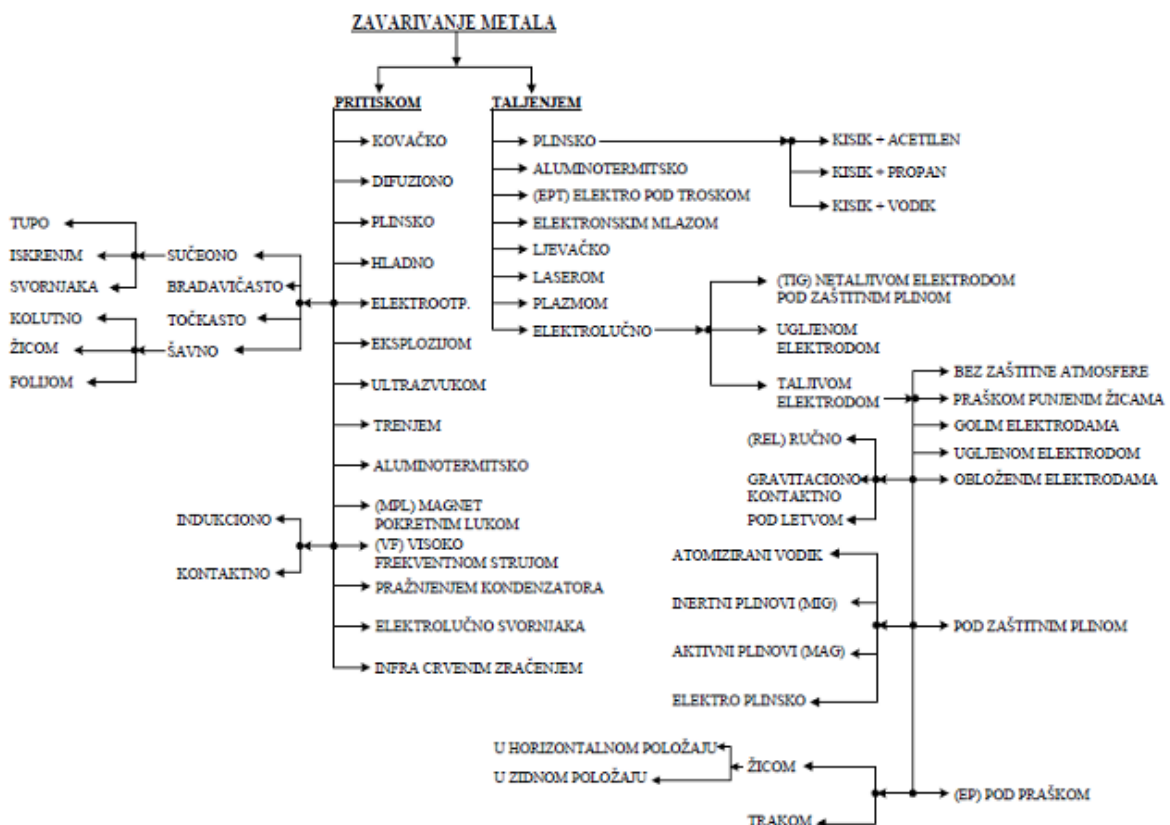 ZAVARIVANJE METALA
PRITISKOM
KOVAČKO
DIFUZIONO
PLINSKO
HLADNO
ELEKTROOTP.
EKSPLOZIJOM
ULTRAZVUKOM
TRENJEM
ALUMINOTERMITSKO
(MPL) MAGNET
POKRETNIM LUKOM
(VF) VISOKO
FREKVENTNOM STRUJOM
PRAŽNJENJEM KONDENZATORA
ELEKTROLUČNO SVORNJAKA
INFRA CRVENIM ZRAČENJEM
SUČEONO
BRADAVIČASTO
TOČKASTO
ŠAVNO
TUPO
ISKRENJM
SVORNJAKA
KOLUTNO
ŽICOM
FOLIJOM
INDUKCIONO
KONTAKTNO
TALJENJEM
PLINSKO
ALUMINOTERMITSKO
(EPT) ELEKTRO POD TROSKOM
ELEKTRONSKIM MLAZOM
LJEVAČKO
LASEROM
PLAZMOM
ELEKTROLUČNO
KISIK + ACETILEN
KISIK + PROPAN
KISIK + VODIK
(TIG) NETALJIVOM ELEKTRODOM
POD ZAŠTITNIM PLINOM
UGLJENOM
ELEKTRODOM
TALJIVOM
ELEKTRODOM
BEZ ZAŠTITNE ATMOSFERE
PRAŠKOM PUNJENIM ŽICAMA
GOLIM ELEKTRODAMA
UGLJENOM ELEKTRODOM
OBLOŽENIM ELEKTRODAMA
(REL) RUČNO
GRAVITACIONO
KONTAKTNO
POD LETVOM
POD ZAŠTITNIM PLINOM
ATOMIZIRANI VODIK
INERTNI PLINOVI (MIG)
AKTIVNI PLINOVI (MAG)
ELEKTRO PLINSKO
(EP) POD PRAŠKOM
ŽICOM
U HORIZONTALNOM POLOŽAJU
U ZIDNOM POLOŽAJU
TRAKOM